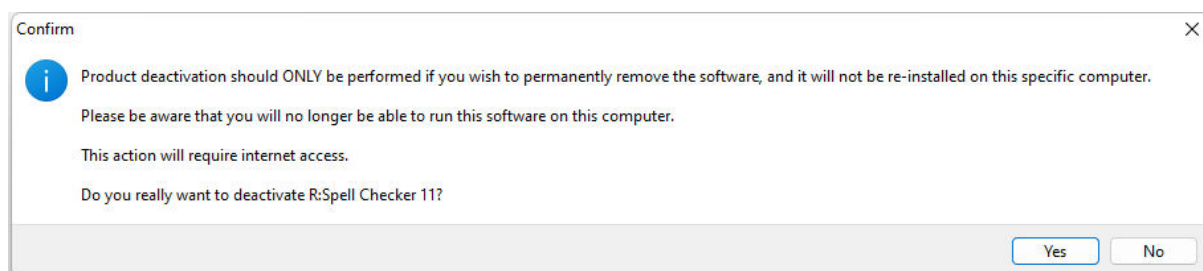 Confirm
Product deactivation should ONLY be performed if you wish to permanently remove the software, and it will not be re-installed on this specific computer.
Please be aware that you will no longer be able to run this software on this computer.
This action will require internet access.
Do you really want to deactivate R:Spell Checker 11?
Yes No